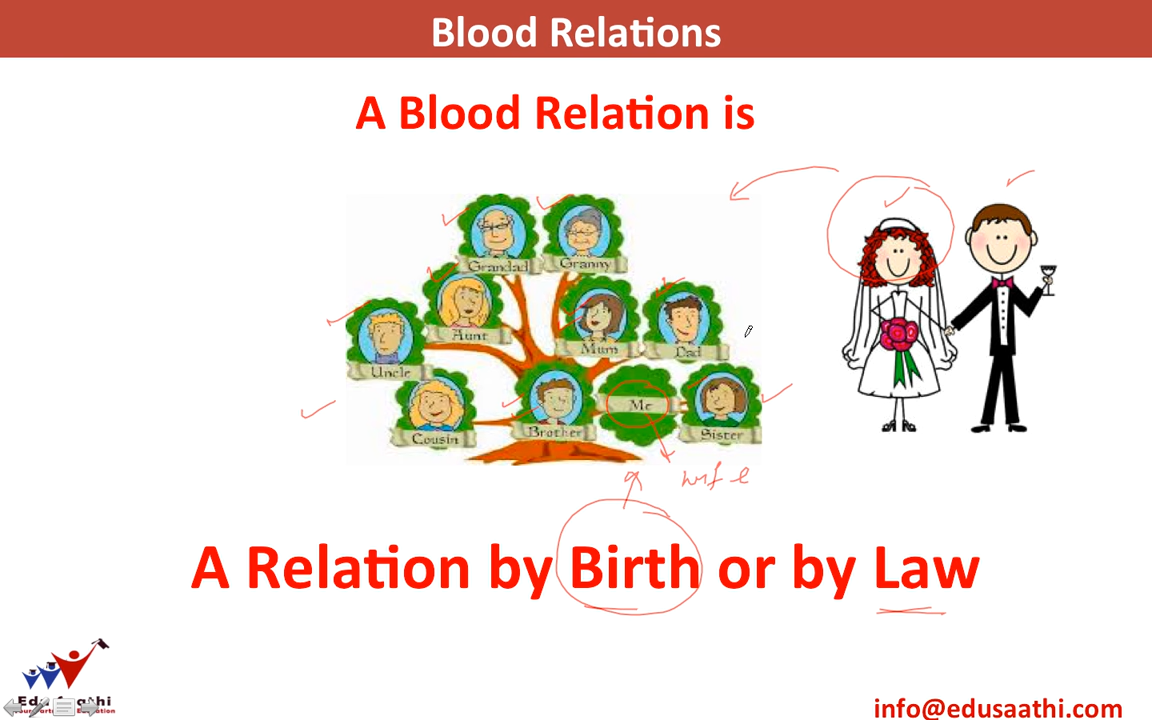 Blood Relations
A Blood Relation is
Grandad
Granny
Aunt
Mum
Dad
Uncle
Cousin
Brother
Me
Sister
wife
A Relation by Birth or by Law
info@edusaathi.com